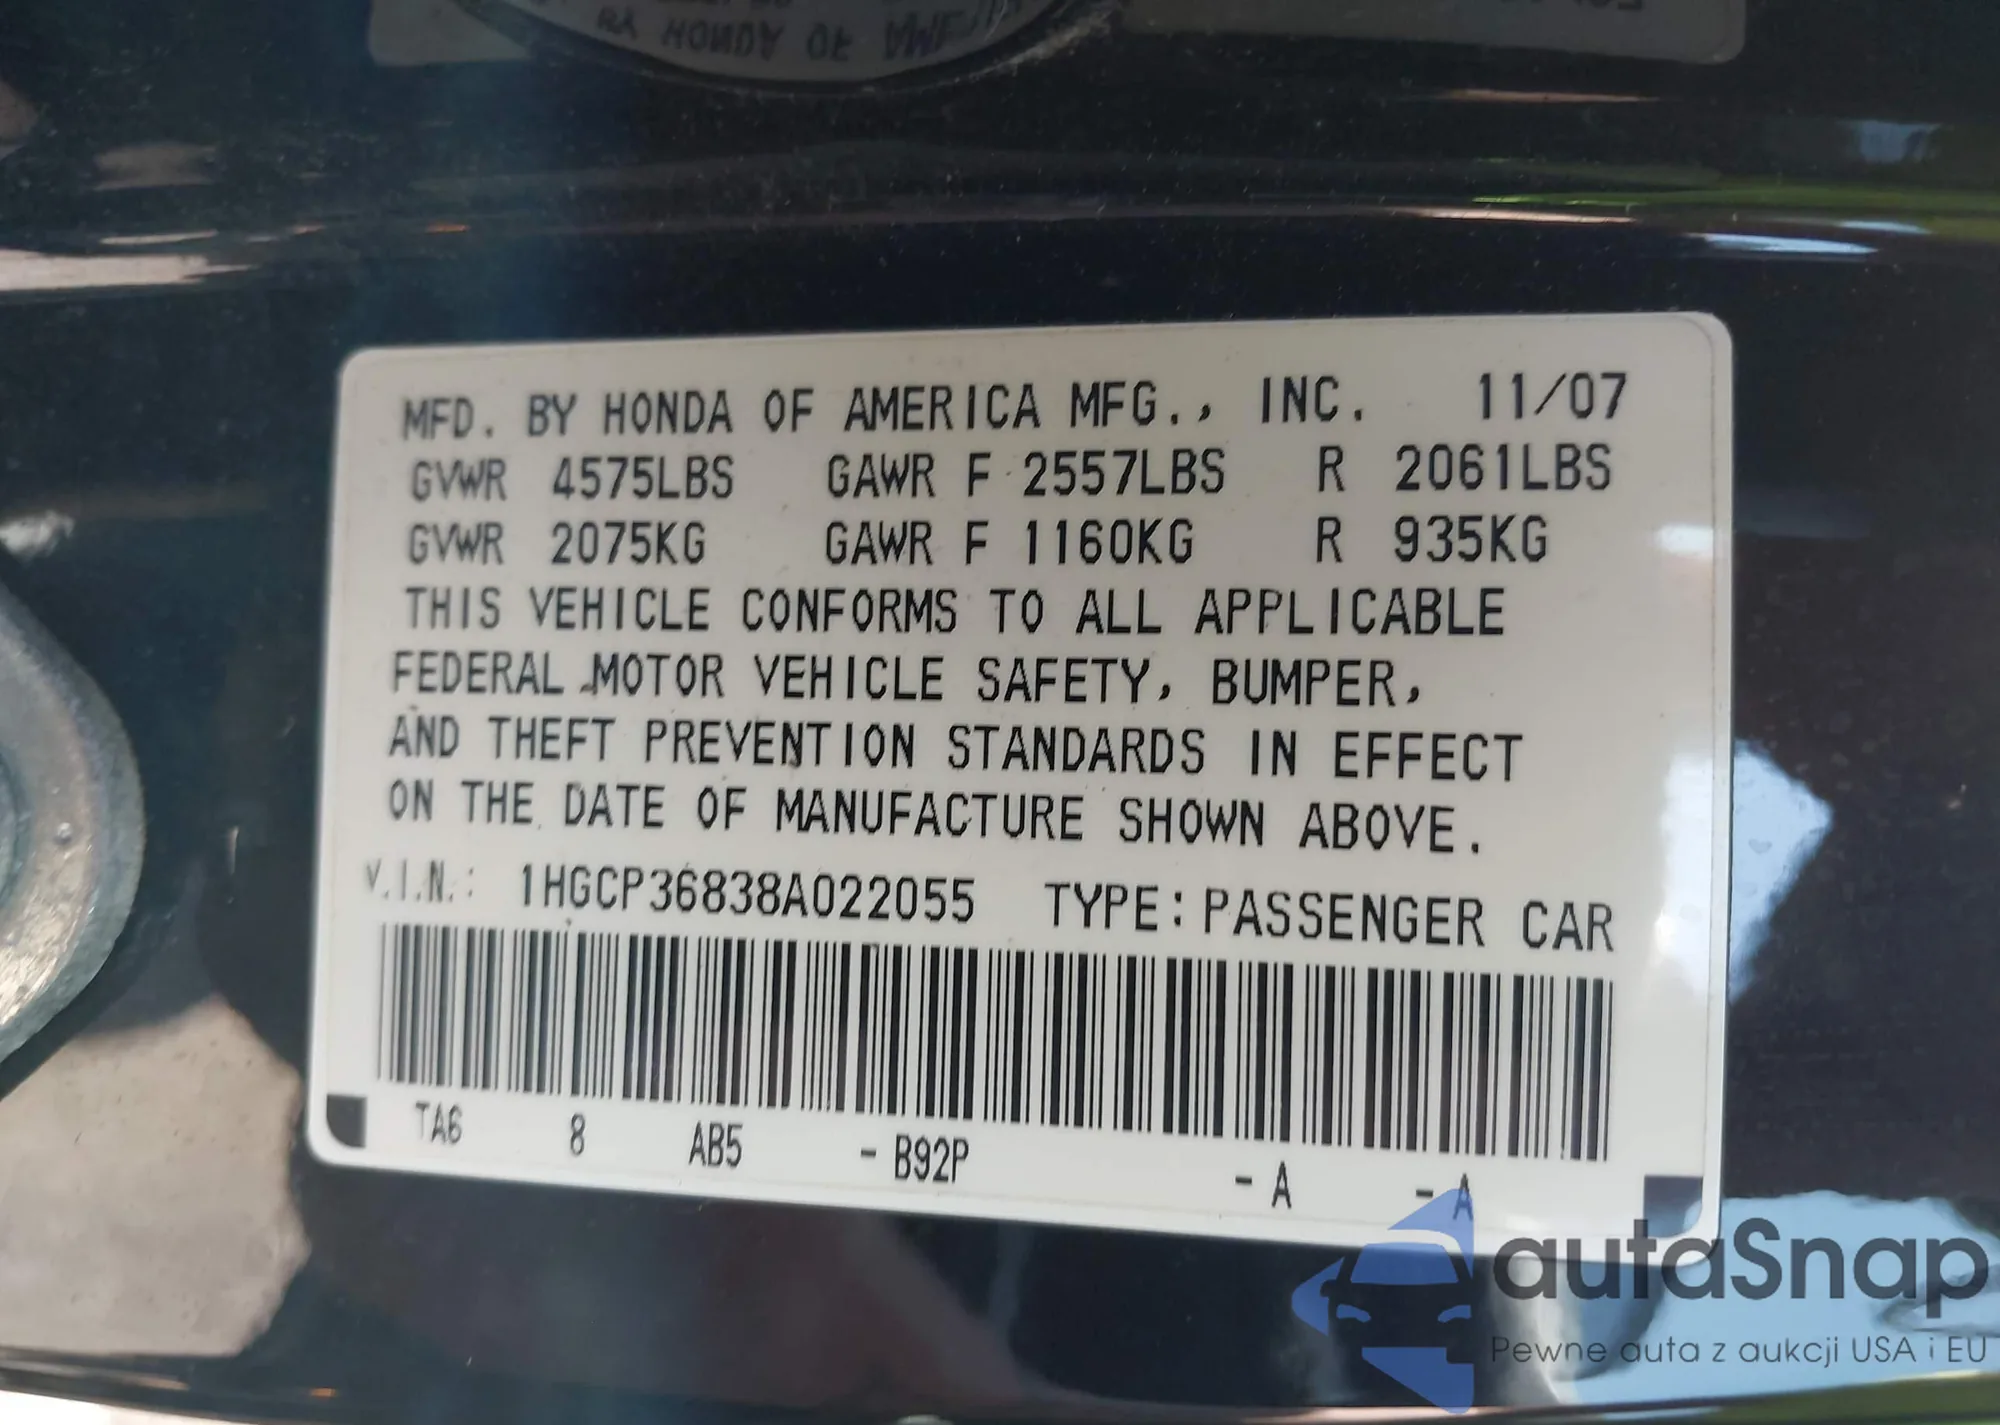 MFD. BY HONDA OF AMERICA MFG., INC. 11/07
GVWR 4575LBS GAWR F 2557LBS R 2061LBS
GVWR 2075KG GAWR F 1160KG R 935KG
THIS VEHICLE CONFORMS TO ALL APPLICABLE
FEDERAL MOTOR VEHICLE SAFETY, BUMPER,
AND THEFT PREVENTION STANDARDS IN EFFECT
ON THE DATE OF MANUFACTURE SHOWN ABOVE.
V.I.N.: 1HGCP36838A022055 TYPE: PASSENGER CAR
TA6 8 AB5 - B92P - A - A
autaSnap
Pewne auta z aukcji USA i EU